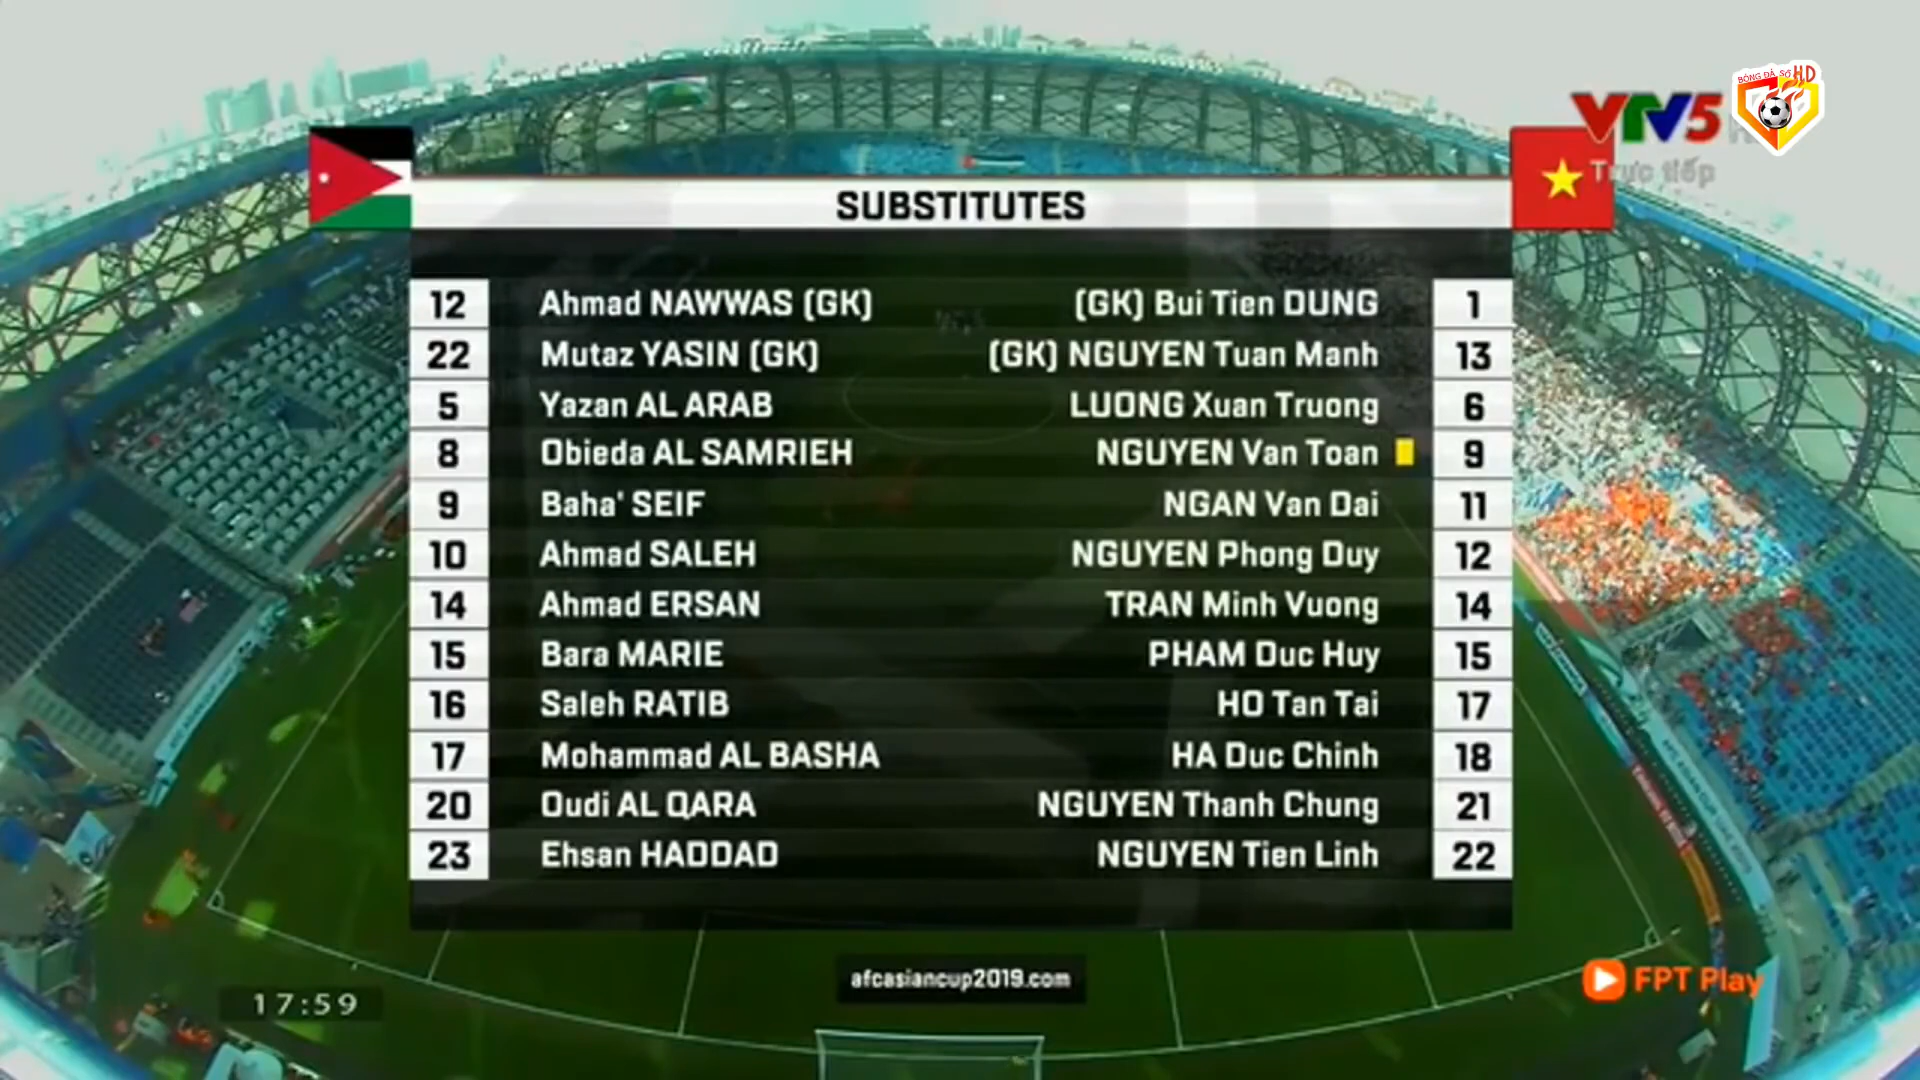 BÓNG ĐÁ SỐ HD
VTV5
Trực tiếp
SUBSTITUTES
12 Ahmad NAWWAS (GK) (GK) Bui Tien DUNG 1
22 Mutaz YASIN (GK) (GK) NGUYEN Tuan Manh 13
5 Yazan AL ARAB LUONG Xuan Truong 6
8 Obieda AL SAMRIEH NGUYEN Van Toan 9
9 Baha' SEIF NGAN Van Dai 11
10 Ahmad SALEH NGUYEN Phong Duy 12
14 Ahmad ERSAN TRAN Minh Vuong 14
15 Bara MARIE PHAM Duc Huy 15
16 Saleh RATIB HO Tan Tai 17
17 Mohammad AL BASHA HA Duc Chinh 18
20 Oudi AL QARA NGUYEN Thanh Chung 21
23 Ehsan HADDAD NGUYEN Tien Linh 22
afcasiancup2019.com
FPT Play
17:59